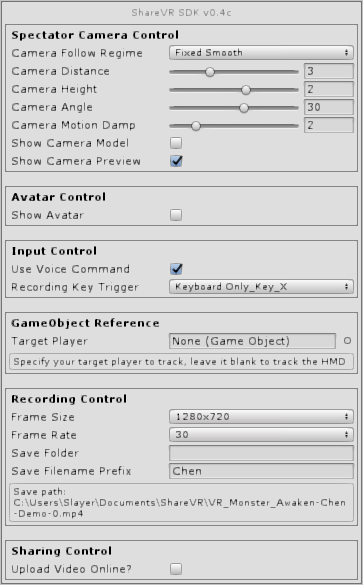 ShareVR SDK v0.4c
Spectator Camera Control
Camera Follow Regime Fixed Smooth
Camera Distance 3
Camera Height 2
Camera Angle 30
Camera Motion Damp 2
Show Camera Model
Show Camera Preview
Avatar Control
Show Avatar
Input Control
Use Voice Command
Recording Key Trigger Keyboard Only_Key_X
GameObject Reference
Target Player None (Game Object)
Specify your target player to track, leave it blank to track the HMD
Recording Control
Frame Size 1280x720
Frame Rate 30
Save Folder
Save Filename Prefix Chen
Save path:
C:\Users\Slayer\Documents\ShareVR\VR_Monster_Awaken-Chen
-Demo-0.mp4
Sharing Control
Upload Video Online?